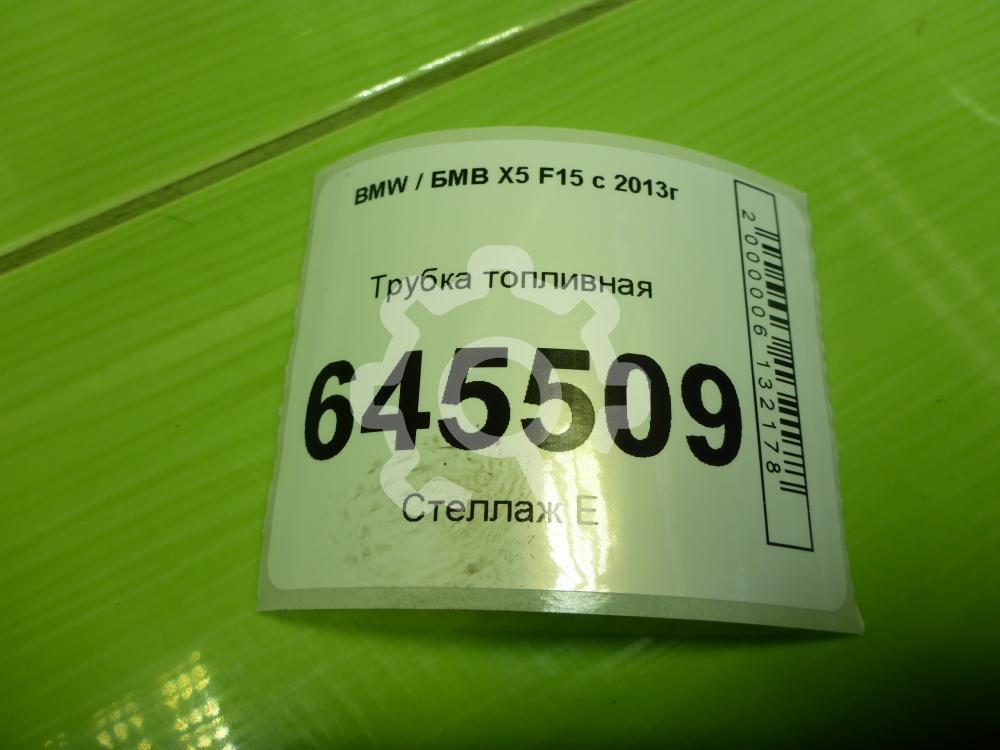 BMW / БМВ X5 F15 с 2013г
Трубка топливная
645509
Стеллаж E
2000006132178